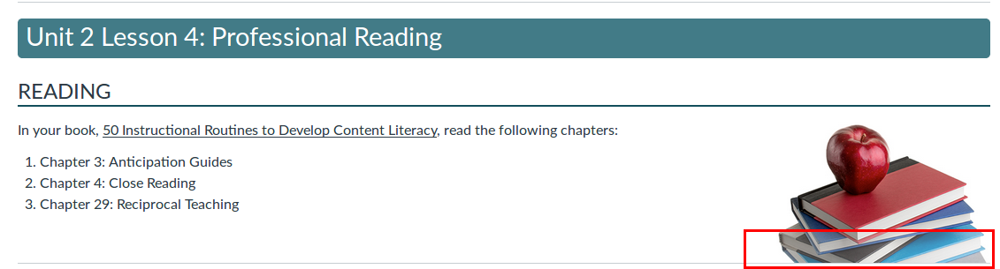 Unit 2 Lesson 4: Professional Reading
READING
In your book, 50 Instructional Routines to Develop Content Literacy, read the following chapters:
1. Chapter 3: Anticipation Guides
2. Chapter 4: Close Reading
3. Chapter 29: Reciprocal Teaching